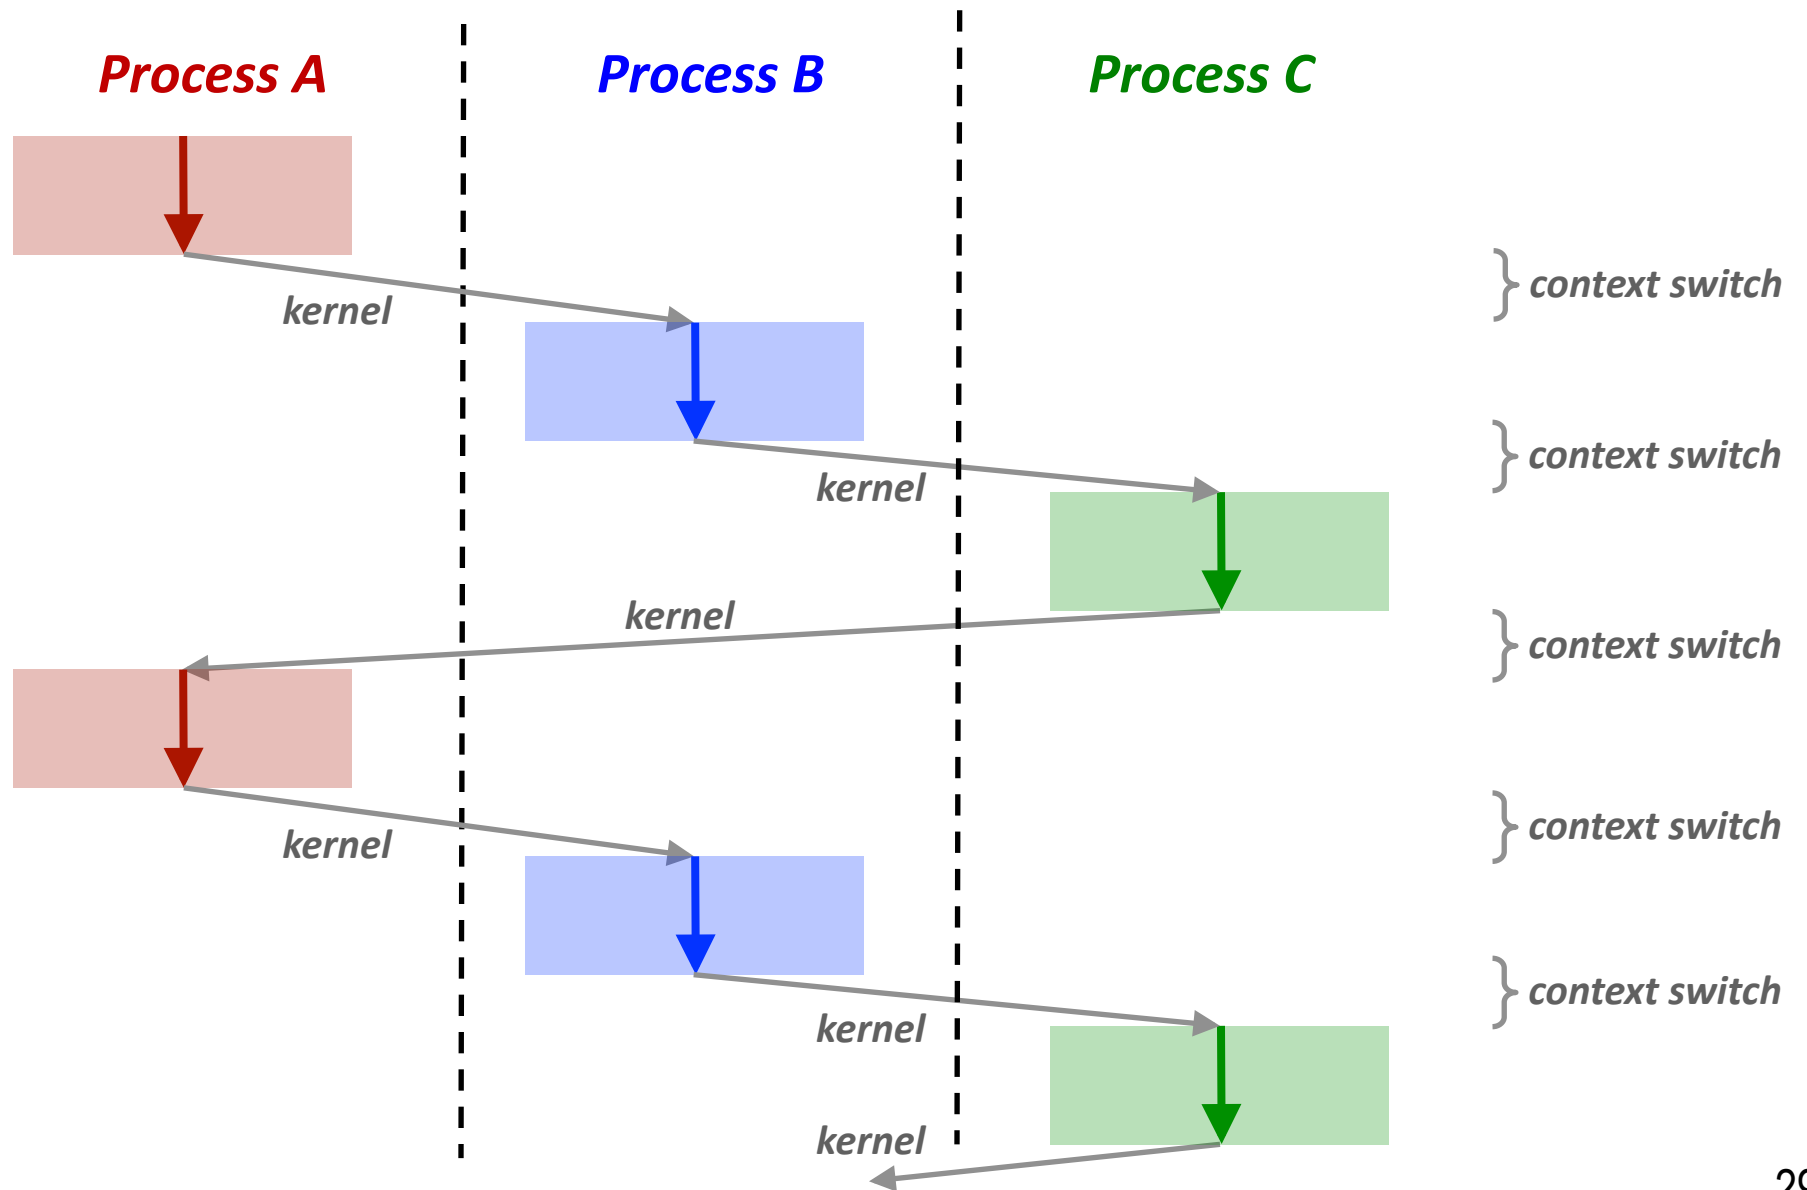 Process A
Process B
Process C
context switch
kernel
context switch
kernel
kernel
context switch
context switch
kernel
context switch
kernel
kernel
29